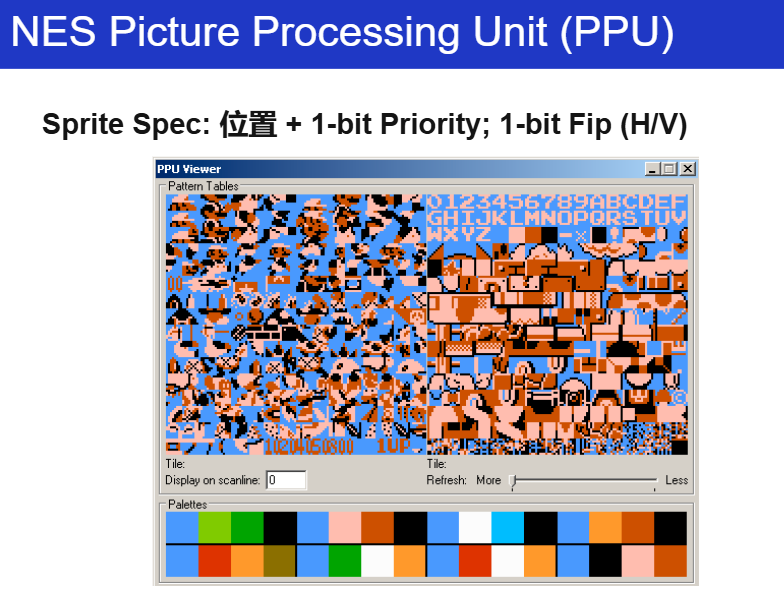 NES Picture Processing Unit (PPU)
Sprite Spec: 位置 + 1-bit Priority; 1-bit Fip (H/V)
PPU Viewer
Pattern Tables
0123456789ABCDEF
GHIJKLMNOPQRSTUV
WXYZ
1UP
Tile:
Tile:
Display on scanline: 0
Refresh: More Less
Palettes